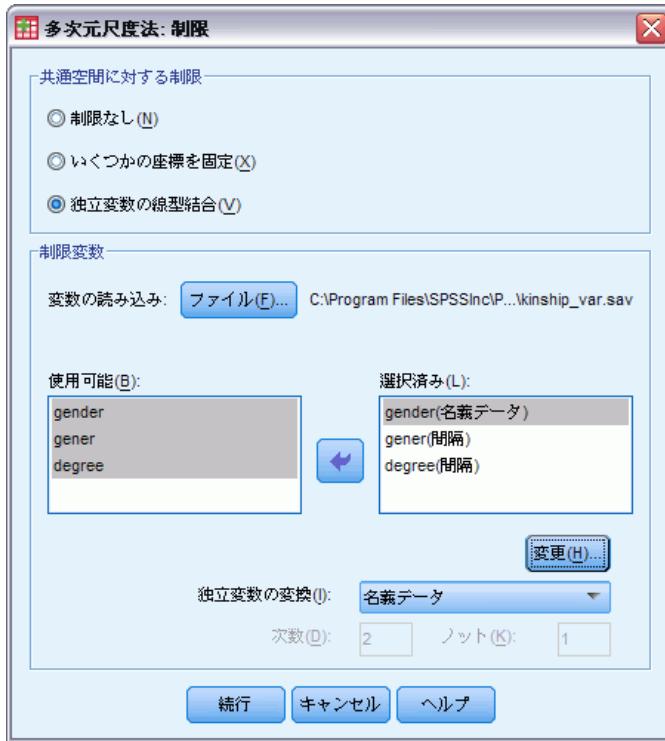 多次元尺度法: 制限
共通空間に対する制限
制限なし(N)
いくつかの座標を固定(X)
独立変数の線型結合(V)
制限変数
変数の読み込み: ファイル(F)... C:\Program Files\SPSSInc\P...\kinship_var.sav
使用可能(B): 選択済み(L):
gender gender(名義データ)
gener gener(間隔)
degree degree(間隔)
変更(H)...
独立変数の変換(I): 名義データ
次数(D): 2 ノット(K): 1
続行 キャンセル ヘルプ